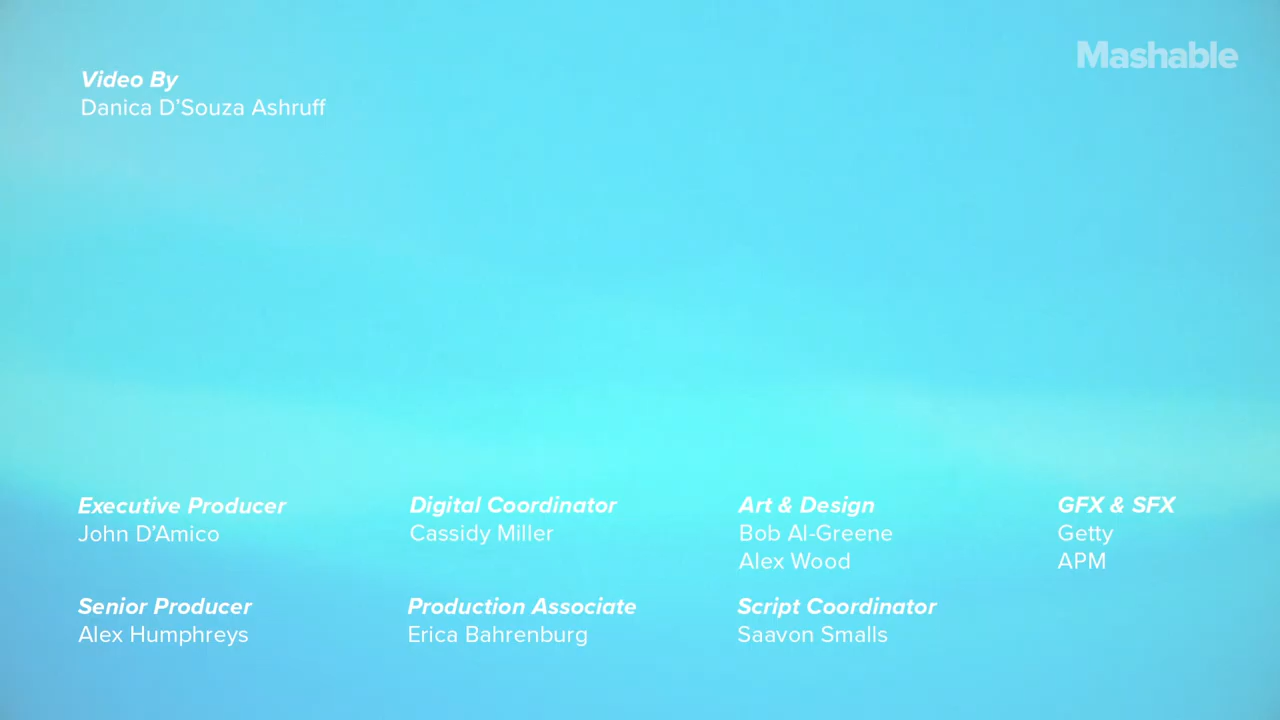 Mashable
Video By
Danica D’Souza Ashruff
Executive Producer
John D’Amico
Digital Coordinator
Cassidy Miller
Art & Design
Bob Al-Greene
Alex Wood
GFX & SFX
Getty
APM
Senior Producer
Alex Humphreys
Production Associate
Erica Bahrenburg
Script Coordinator
Saavon Smalls